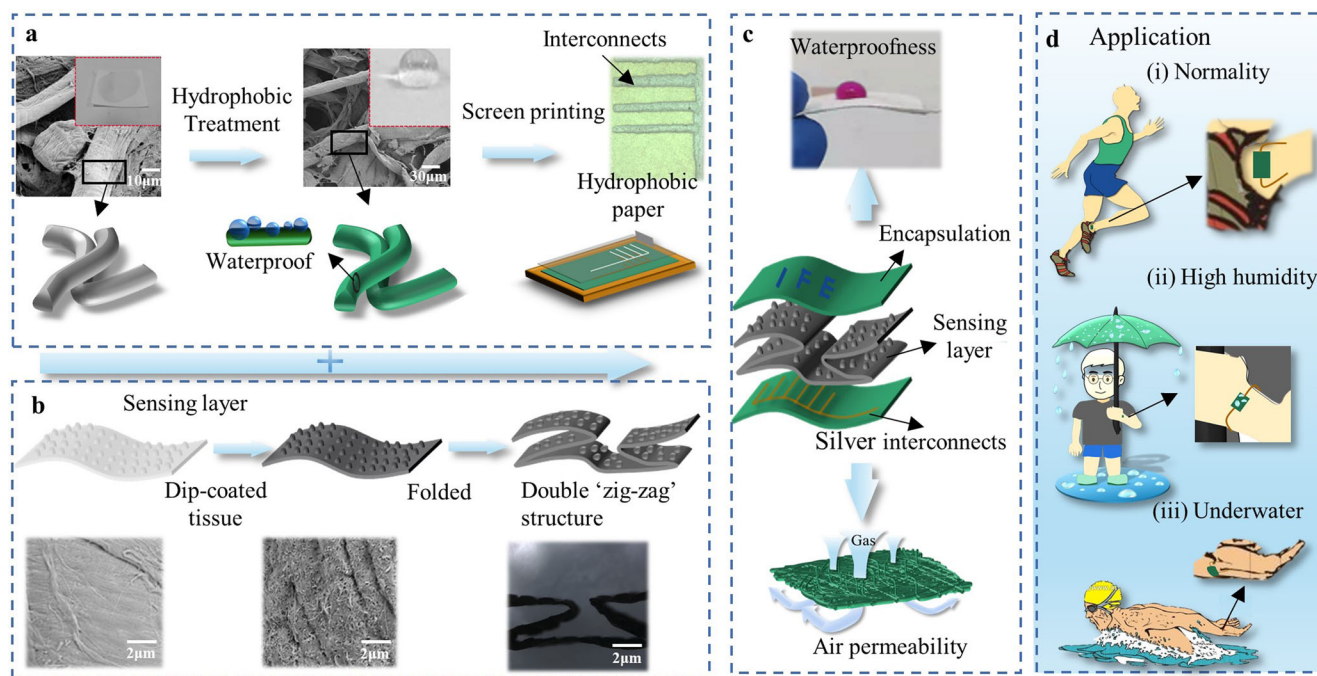 a
Hydrophobic
Treatment
10μm
30μm
Screen printing
Interconnects
Hydrophobic
paper
Waterproof
+
b
Sensing layer
Dip-coated
tissue
Folded
Double ‘zig-zag’
structure
2μm
2μm
2μm
c
Waterproofness
Encapsulation
IFE
Sensing
layer
Silver interconnects
Gas
Air permeability
d
Application
(i) Normality
(ii) High humidity
(iii) Underwater